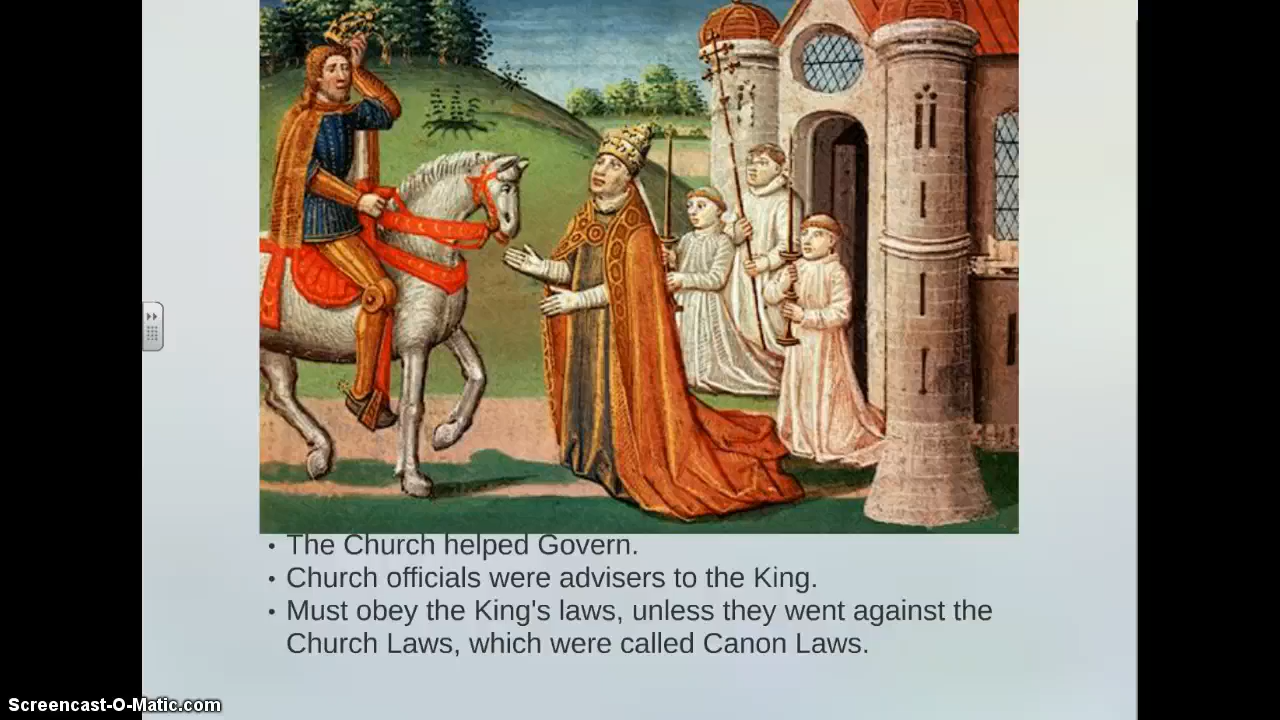 • The Church helped Govern.
• Church officials were advisers to the King.
• Must obey the King's laws, unless they went against the
Church Laws, which were called Canon Laws.
Screencast-O-Matic.com